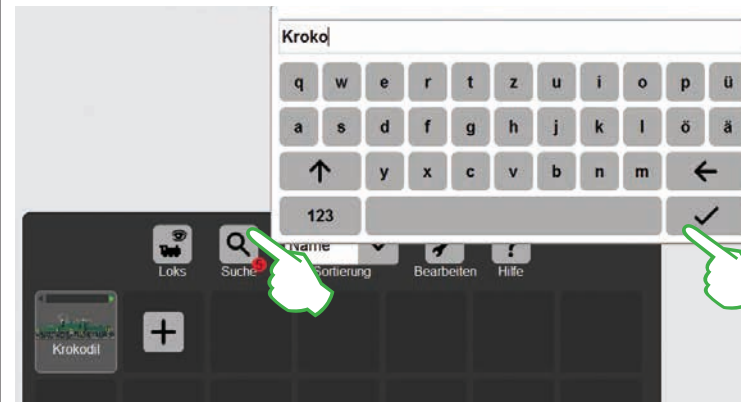 Kroko
q w e r t z u i o p ü
a s d f g h j k l ö ä
y x c v b n m
123
Name
Loks Suche Sortierung Bearbeiten Hilfe
Krokodil